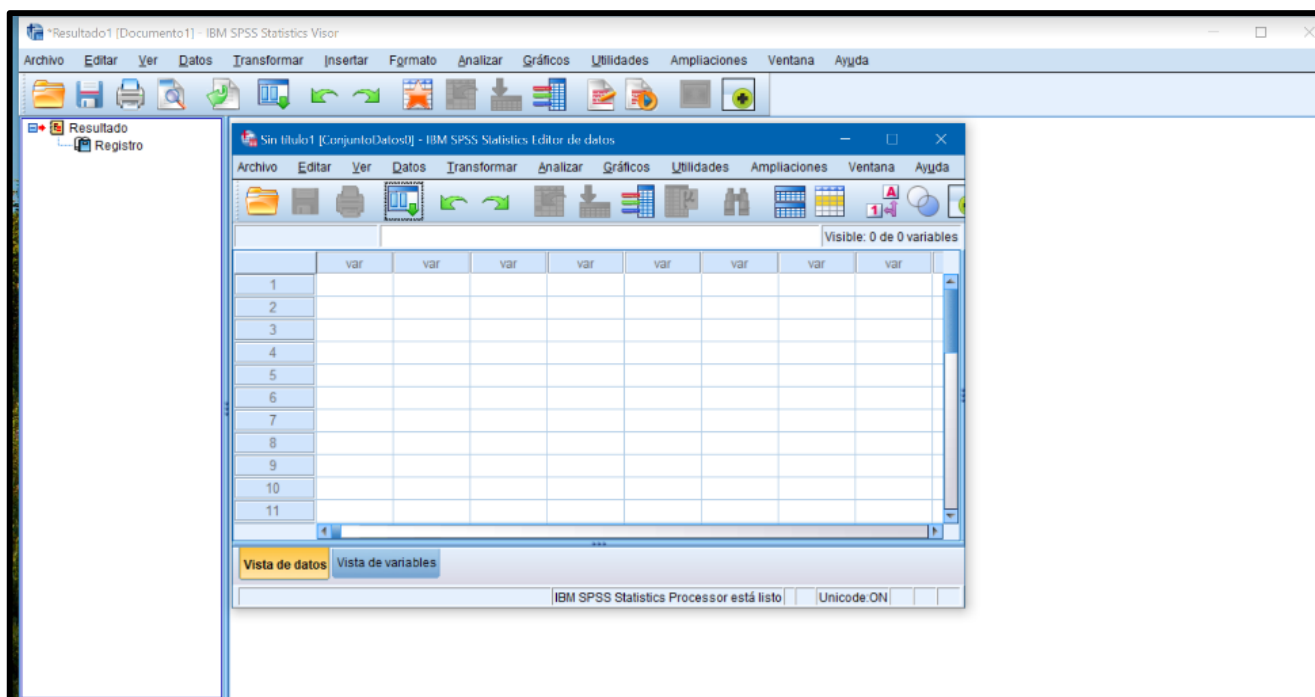 *Resultado1 [Documento1] - IBM SPSS Statistics Visor
Archivo Editar Ver Datos Transformar Insertar Formato Analizar Gráficos Utilidades Ampliaciones Ventana Ayuda
Resultado
Registro
Sin título1 [ConjuntoDatos0] - IBM SPSS Statistics Editor de datos
Archivo Editar Ver Datos Transformar Analizar Gráficos Utilidades Ampliaciones Ventana Ayuda
A
1
Visible: 0 de 0 variables
var var var var var var var var
1
2
3
4
5
6
7
8
9
10
11
Vista de datos Vista de variables
IBM SPSS Statistics Processor está listo Unicode:ON